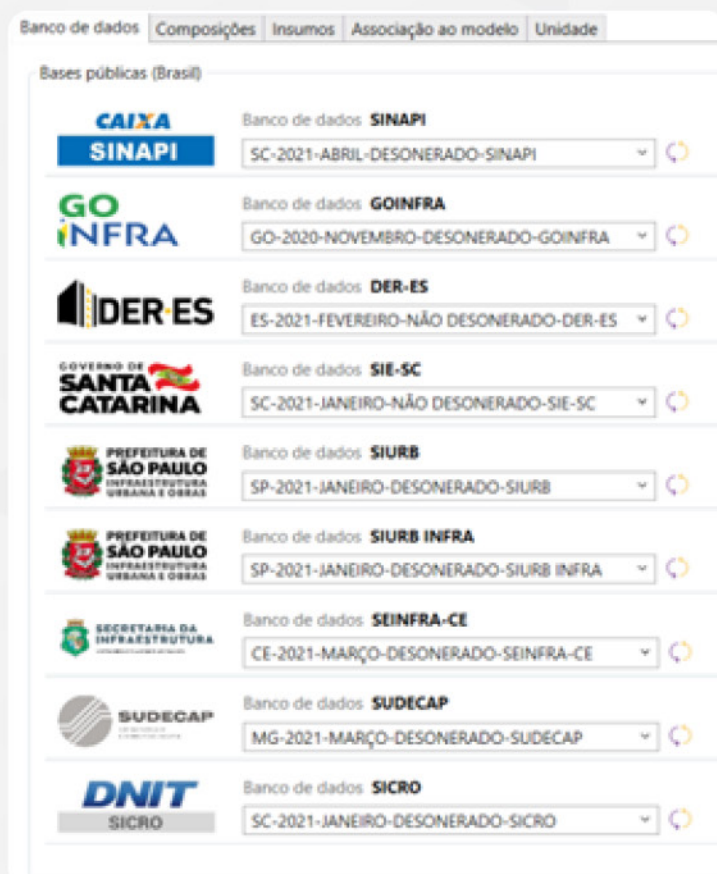 Banco de dados Composições Insumos Associação ao modelo Unidade
Bases públicas (Brasil)
CAIXA
SINAPI
Banco de dados SINAPI
SC-2021-ABRIL-DESONERADO-SINAPI
GO
INFRA
Banco de dados GOINFRA
GO-2020-NOVEMBRO-DESONERADO-GOINFRA
DER-ES
Banco de dados DER-ES
ES-2021-FEVEREIRO-NÃO DESONERADO-DER-ES
GOVERNO DE
SANTA
CATARINA
Banco de dados SIE-SC
SC-2021-JANEIRO-NÃO DESONERADO-SIE-SC
PREFEITURA DE
SÃO PAULO
INFRAESTRUTURA
URBANA E OBRAS
Banco de dados SIURB
SP-2021-JANEIRO-DESONERADO-SIURB
PREFEITURA DE
SÃO PAULO
INFRAESTRUTURA
URBANA E OBRAS
Banco de dados SIURB INFRA
SP-2021-JANEIRO-DESONERADO-SIURB INFRA
SECRETARIA DA
INFRAESTRUTURA
Banco de dados SEINFRA-CE
CE-2021-MARÇO-DESONERADO-SEINFRA-CE
SUDECAP
Banco de dados SUDECAP
MG-2021-MARÇO-DESONERADO-SUDECAP
DNIT
SICRO
Banco de dados SICRO
SC-2021-JANEIRO-DESONERADO-SICRO